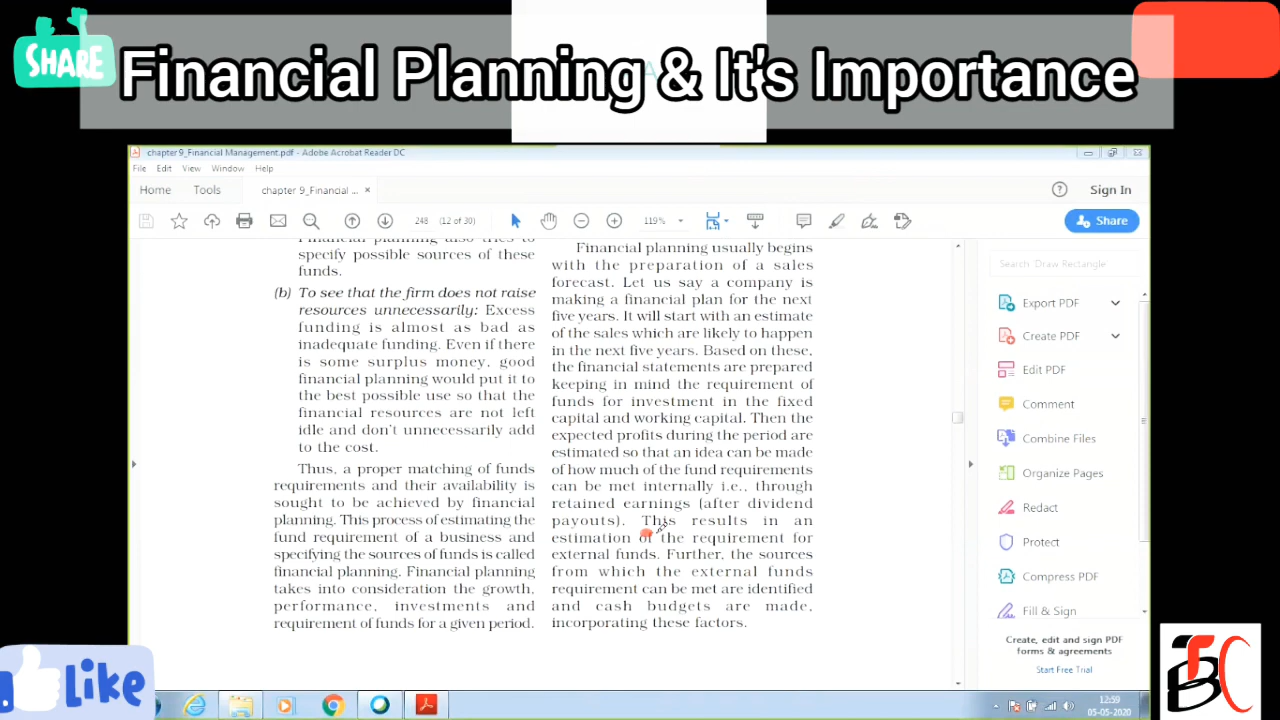 SHARE
Financial Planning & It's Importance
chapter 9_Financial Management.pdf - Adobe Acrobat Reader DC
File Edit View Window Help
Home Tools chapter 9_Financial ... × Sign In
248 (12 of 30) 119% Share
Financial planning also tries to
specify possible sources of these
funds.
(b) To see that the firm does not raise
resources unnecessarily: Excess
funding is almost as bad as
inadequate funding. Even if there
is some surplus money, good
financial planning would put it to
the best possible use so that the
financial resources are not left
idle and don't unnecessarily add
to the cost.
Thus, a proper matching of funds
requirements and their availability is
sought to be achieved by financial
planning. This process of estimating the
fund requirement of a business and
specifying the sources of funds is called
financial planning. Financial planning
takes into consideration the growth,
performance, investments and
requirement of funds for a given period.
Financial planning usually begins
with the preparation of a sales
forecast. Let us say a company is
making a financial plan for the next
five years. It will start with an estimate
of the sales which are likely to happen
in the next five years. Based on these,
the financial statements are prepared
keeping in mind the requirement of
funds for investment in the fixed
capital and working capital. Then the
expected profits during the period are
estimated so that an idea can be made
of how much of the fund requirements
can be met internally i.e., through
retained earnings (after dividend
payouts). This results in an
estimation of the requirement for
external funds. Further, the sources
from which the external funds
requirement can be met are identified
and cash budgets are made,
incorporating these factors.
Search 'Draw Rectangle'
Export PDF
Create PDF
Edit PDF
Comment
Combine Files
Organize Pages
Redact
Protect
Compress PDF
Fill & Sign
Create, edit and sign PDF
forms & agreements
Start Free Trial
Like
12:59
05-05-2020